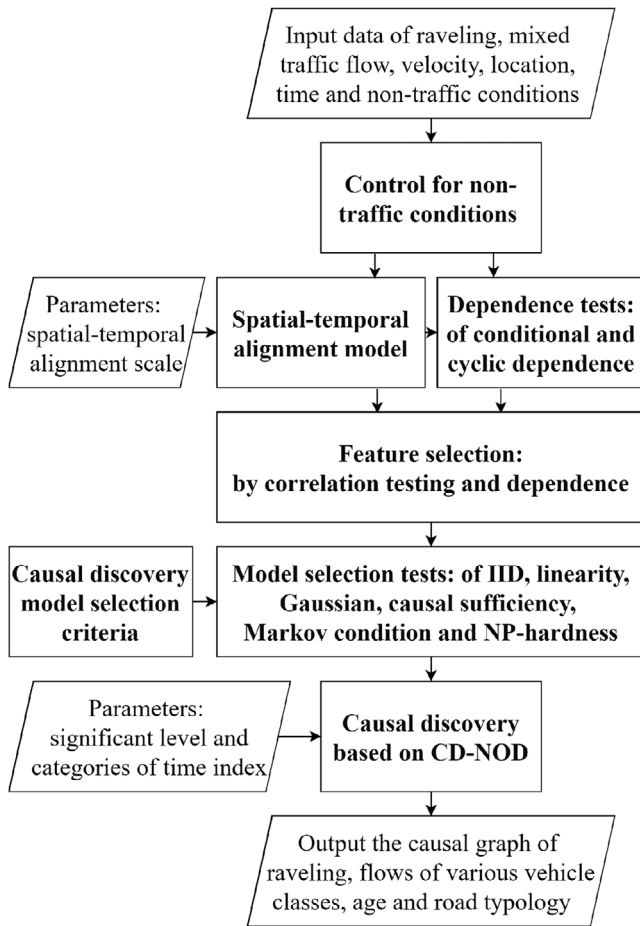 Input data of raveling, mixed
traffic flow, velocity, location,
time and non-traffic conditions
Control for non-
traffic conditions
Parameters:
spatial-temporal
alignment scale
Spatial-temporal
alignment model
Dependence tests:
of conditional and
cyclic dependence
Feature selection:
by correlation testing and dependence
Causal discovery
model selection
criteria
Model selection tests: of IID, linearity,
Gaussian, causal sufficiency,
Markov condition and NP-hardness
Parameters:
significant level and
categories of time index
Causal discovery
based on CD-NOD
Output the causal graph of
raveling, flows of various vehicle
classes, age and road typology